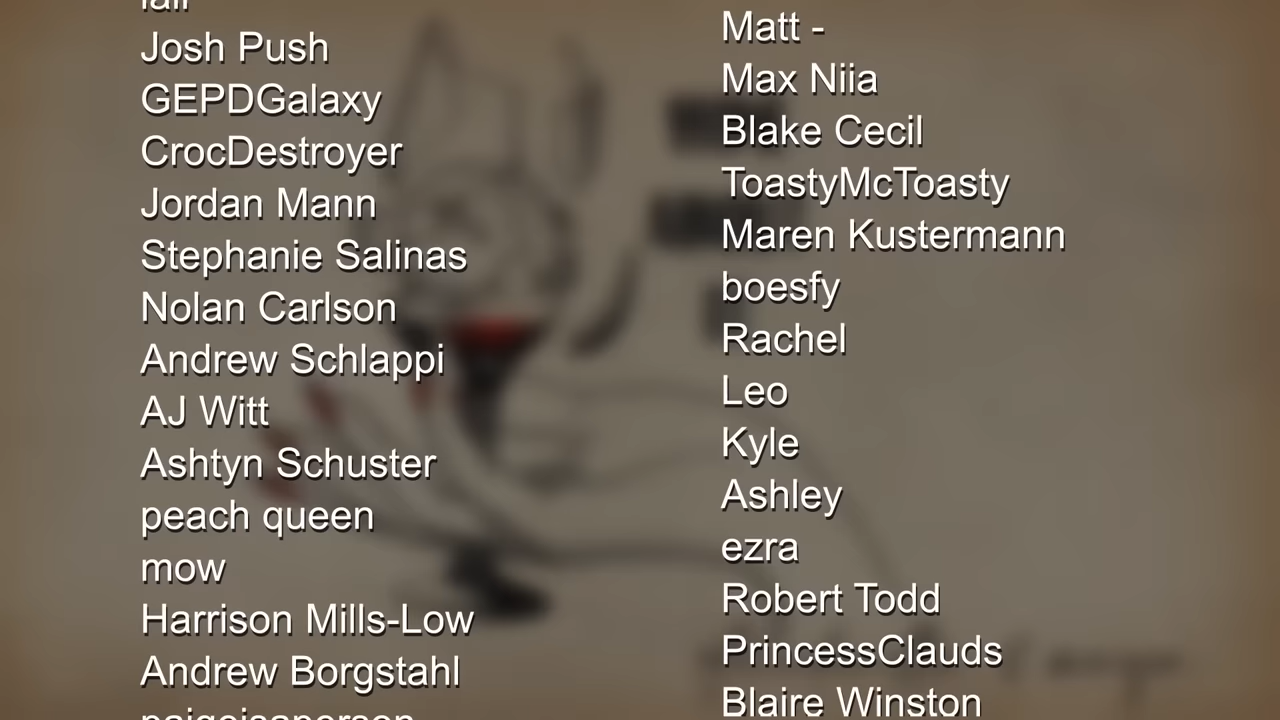 Josh Push
GEPDGalaxy
CrocDestroyer
Jordan Mann
Stephanie Salinas
Nolan Carlson
Andrew Schlappi
AJ Witt
Ashtyn Schuster
peach queen
mow
Harrison Mills-Low
Andrew Borgstahl
paigeisaperson
Matt -
Max Niia
Blake Cecil
ToastyMcToasty
Maren Kustermann
boesfy
Rachel
Leo
Kyle
Ashley
ezra
Robert Todd
PrincessClauds
Blaire Winston